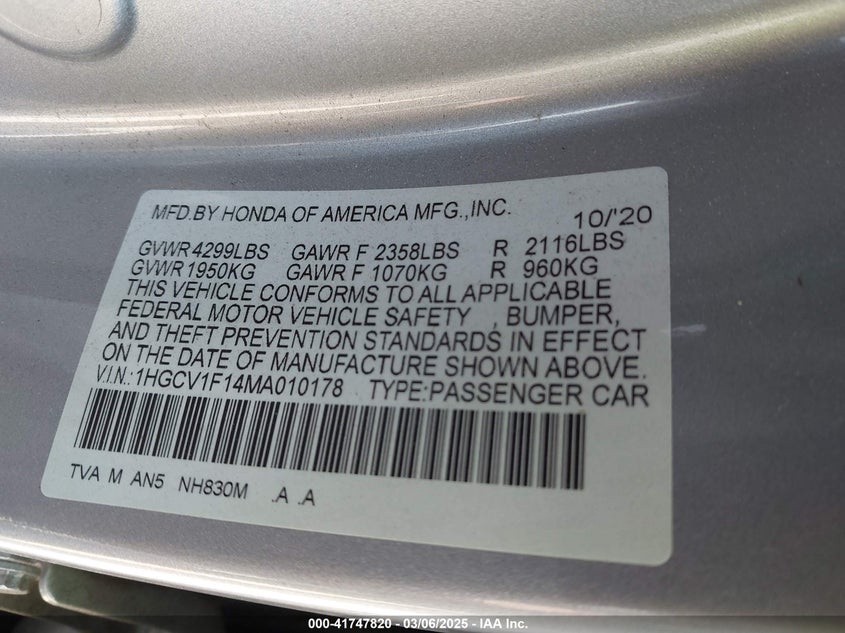 MFD.BY HONDA OF AMERICA MFG.,INC. 10/'20
GVWR 4299LBS GAWR F 2358LBS R 2116LBS
GVWR 1950KG GAWR F 1070KG R 960KG
THIS VEHICLE CONFORMS TO ALL APPLICABLE
FEDERAL MOTOR VEHICLE SAFETY , BUMPER,
AND THEFT PREVENTION STANDARDS IN EFFECT
ON THE DATE OF MANUFACTURE SHOWN ABOVE.
V.I.N.: 1HGCV1F14MA010178 TYPE:PASSENGER CAR
TVA M AN5 NH830M .A .A
000-41747820 - 03/06/2025 - IAA Inc.